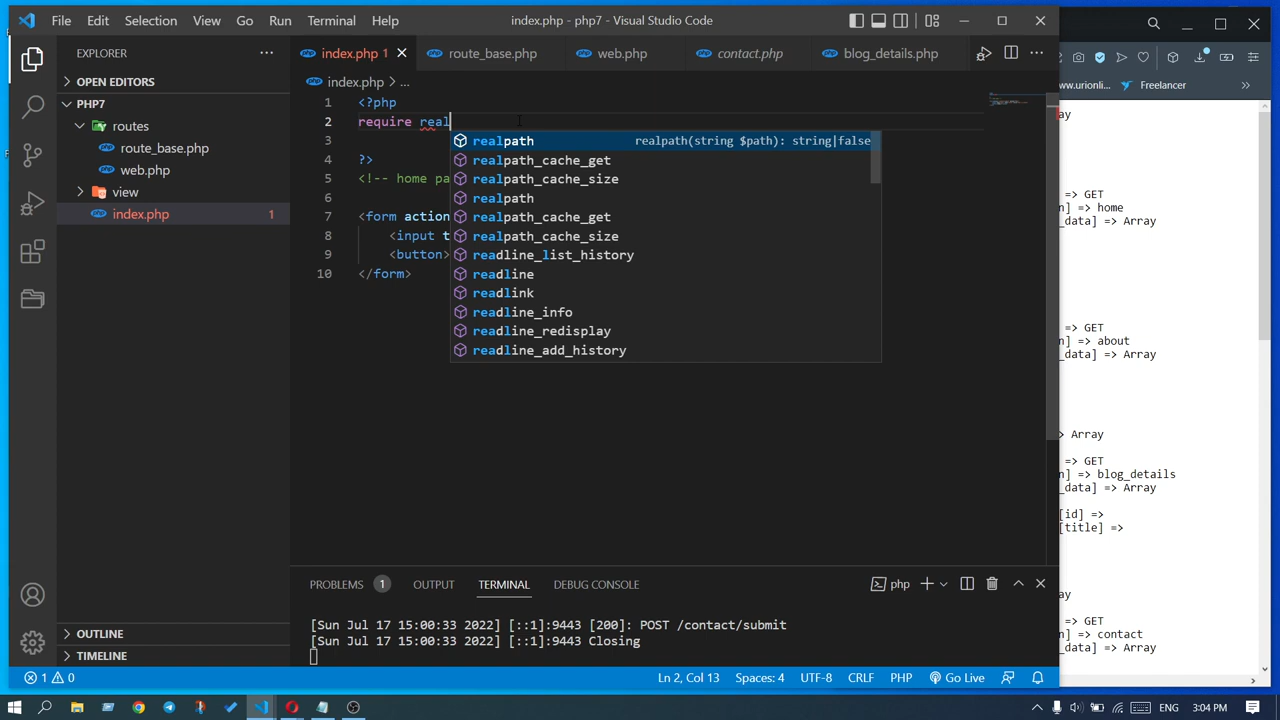 File Edit Selection View Go Run Terminal Help
index.php - php7 - Visual Studio Code
EXPLORER
OPEN EDITORS
PHP7
routes
route_base.php
web.php
view
index.php 1
OUTLINE
TIMELINE
index.php 1 route_base.php web.php contact.php blog_details.php
index.php > ...
1 <?php
2 require real
3
4 ?>
5 <!-- home pa
6
7 <form action
8 <input t
9 <button>
10 </form>
realpath realpath(string $path): string|false
realpath_cache_get
realpath_cache_size
realpath
realpath_cache_get
realpath_cache_size
readline_list_history
readline
readlink
readline_info
readline_redisplay
readline_add_history
PROBLEMS 1 OUTPUT TERMINAL DEBUG CONSOLE
php
[Sun Jul 17 15:00:33 2022] [::1]:9443 [200]: POST /contact/submit
[Sun Jul 17 15:00:33 2022] [::1]:9443 Closing
1 0 Ln 2, Col 13 Spaces: 4 UTF-8 CRLF PHP Go Live
ww.urionli... Freelancer
ay
=> GET
n] => home
_data] => Array
=> GET
n] => about
_data] => Array
=> Array
=> GET
n] => blog_details
_data] => Array
[id] =>
[title] =>
ay
=> GET
n] => contact
_data] => Array
ENG 3:04 PM